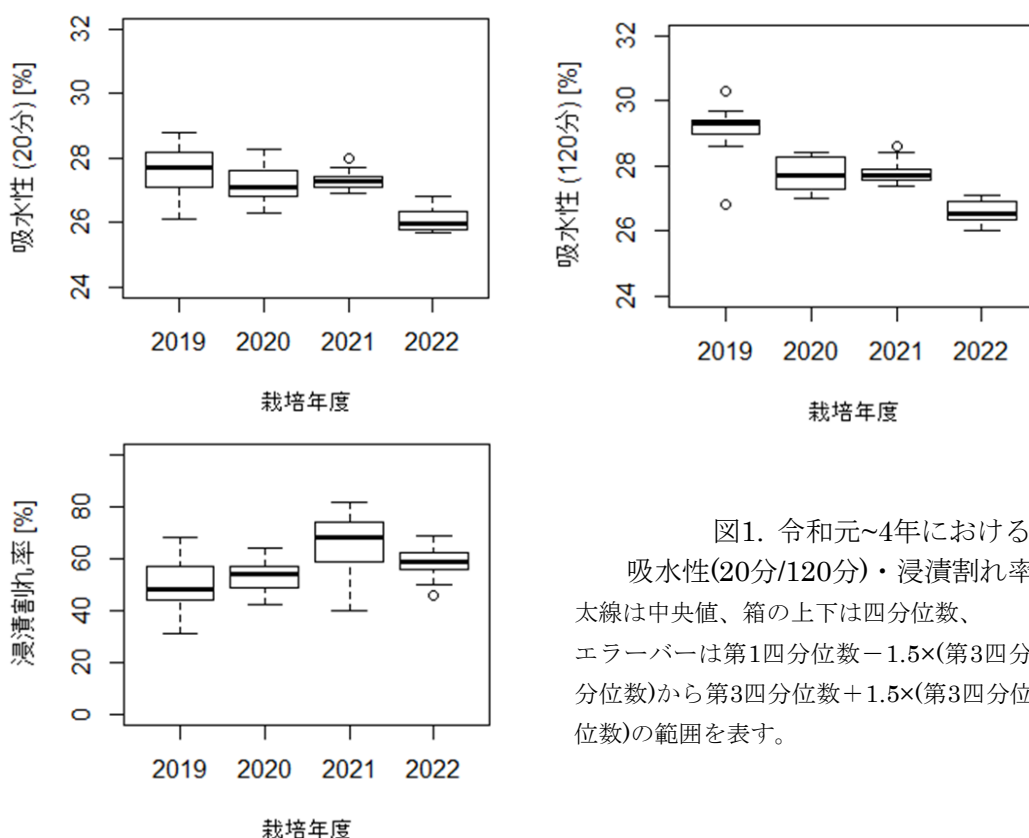 吸水性 (20分) [%]
32
30
28
26
24
2019 2020 2021 2022
栽培年度
吸水性 (120分) [%]
32
30
28
26
24
2019 2020 2021 2022
栽培年度
浸漬割れ率 [%]
80
60
40
20
0
2019 2020 2021 2022
栽培年度
図1. 令和元~4年における
吸水性(20分/120分)・浸漬割れ率
太線は中央値、箱の上下は四分位数、
エラーバーは第1四分位数−1.5×(第3四分
分位数)から第3四分位数+1.5×(第3四分位
位数)の範囲を表す。